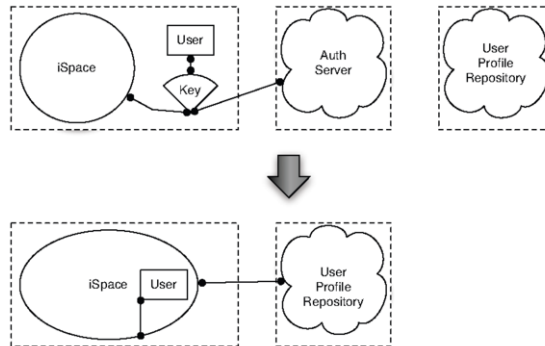 User
iSpace
Key
Auth
Server
User
Profile
Repository
iSpace
User
User
Profile
Repository